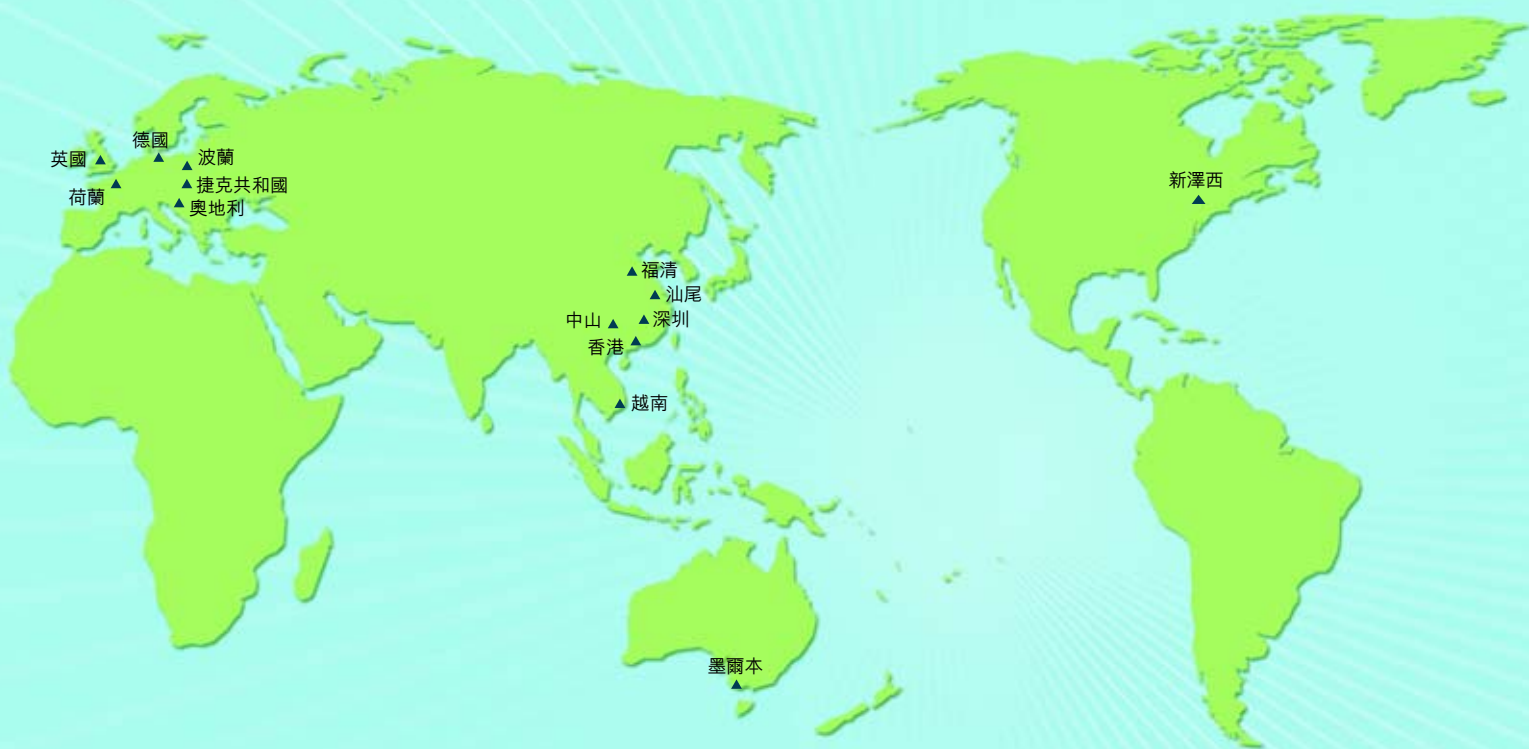 德國
英國
波蘭
荷蘭
捷克共和國
奧地利
新澤西
福清
汕尾
中山
深圳
香港
越南
墨爾本